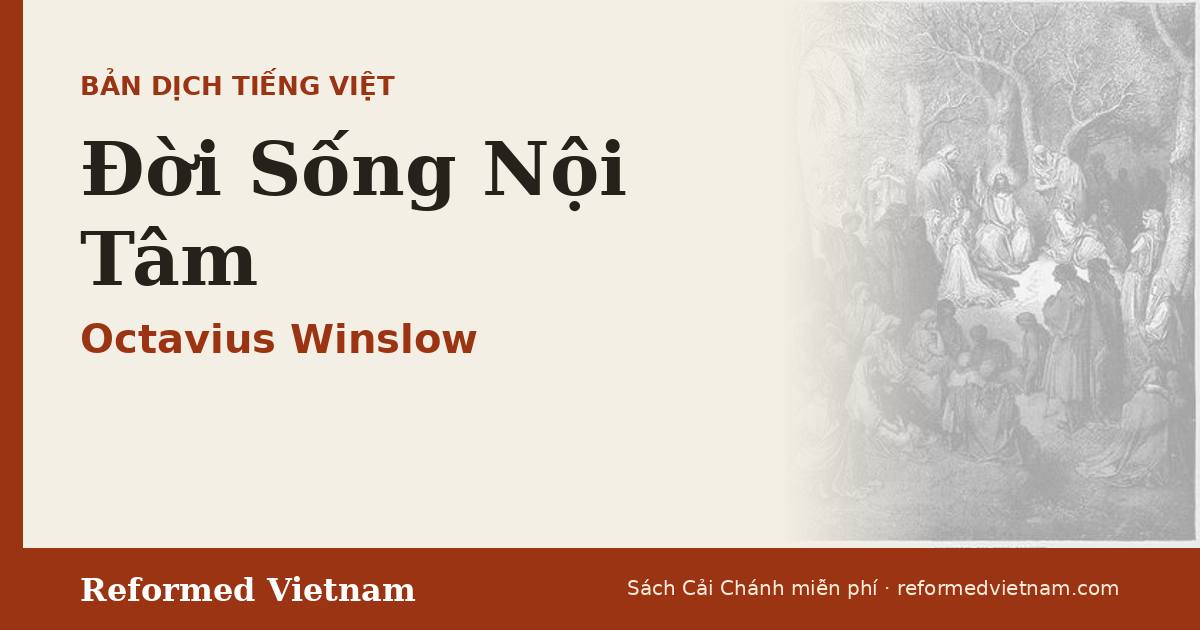 BẢN DỊCH TIẾNG VIỆT
Đời Sống Nội
Tâm
Octavius Winslow
Reformed Vietnam
Sách Cải Chánh miễn phí · reformedvietnam.com